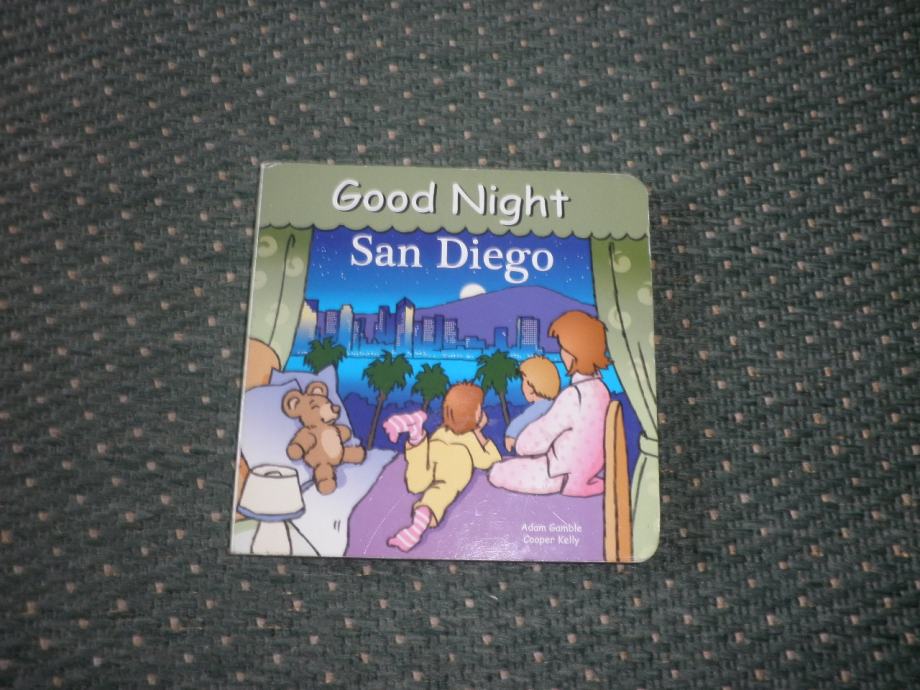 Good Night
San Diego
Adam Gamble
Cooper Kelly